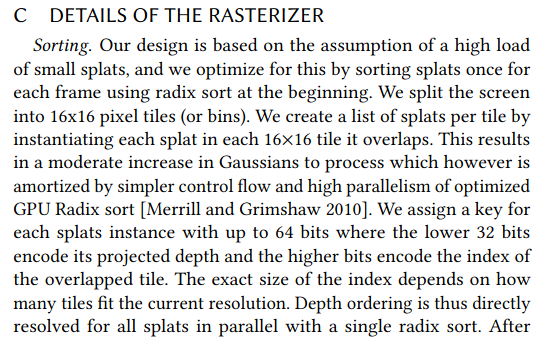 C DETAILS OF THE RASTERIZER
Sorting. Our design is based on the assumption of a high load
of small splats, and we optimize for this by sorting splats once for
each frame using radix sort at the beginning. We split the screen
into 16x16 pixel tiles (or bins). We create a list of splats per tile by
instantiating each splat in each 16×16 tile it overlaps. This results
in a moderate increase in Gaussians to process which however is
amortized by simpler control flow and high parallelism of optimized
GPU Radix sort [Merrill and Grimshaw 2010]. We assign a key for
each splats instance with up to 64 bits where the lower 32 bits
encode its projected depth and the higher bits encode the index of
the overlapped tile. The exact size of the index depends on how
many tiles fit the current resolution. Depth ordering is thus directly
resolved for all splats in parallel with a single radix sort. After